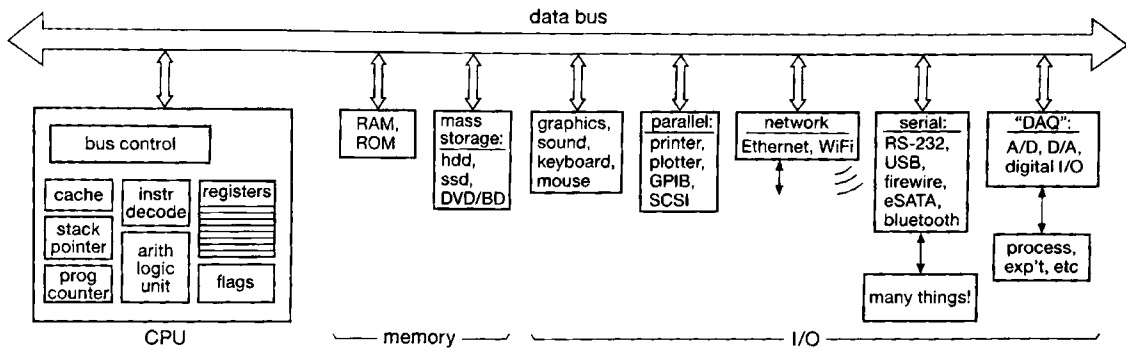 data bus
bus control
cache
instr
decode
registers
stack
pointer
arith
logic
unit
prog
counter
flags
CPU
RAM,
ROM
mass
storage:
hdd,
ssd,
DVD/BD
memory
graphics,
sound,
keyboard,
mouse
parallel:
printer,
plotter,
GPIB,
SCSI
network
Ethernet, WiFi
serial:
RS-232,
USB,
firewire,
eSATA,
bluetooth
many things!
"DAQ":
A/D, D/A,
digital I/O
process,
exp't, etc
I/O